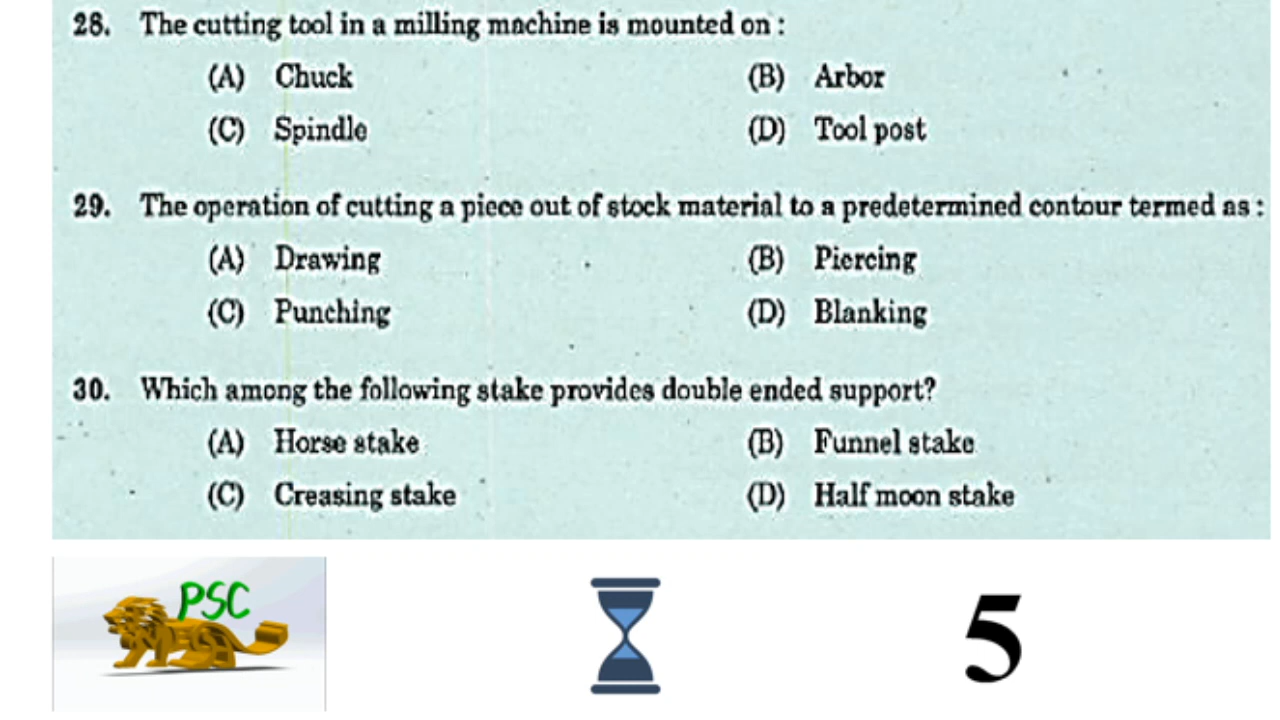 28. The cutting tool in a milling machine is mounted on :
(A) Chuck (B) Arbor
(C) Spindle (D) Tool post
29. The operation of cutting a piece out of stock material to a predetermined contour termed as :
(A) Drawing (B) Piercing
(C) Punching (D) Blanking
30. Which among the following stake provides double ended support?
(A) Horse stake (B) Funnel stake
(C) Creasing stake (D) Half moon stake
PSC
5